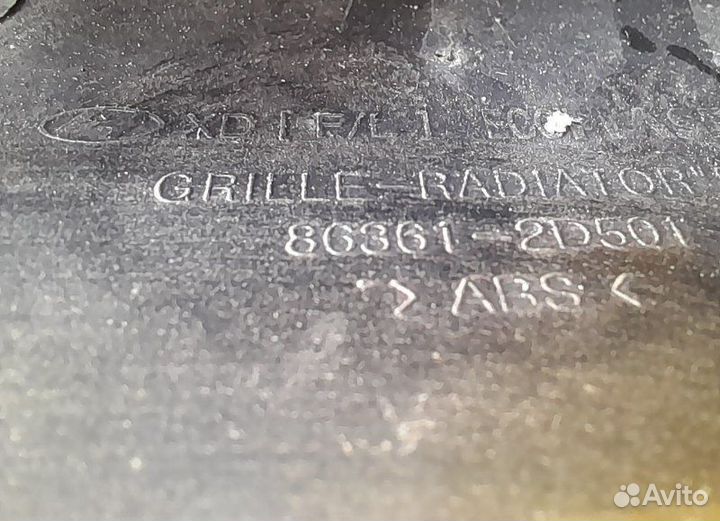 XD [F/L]
GRILLE-RADIATOR"
86361-2D501
> ABS <
Avito